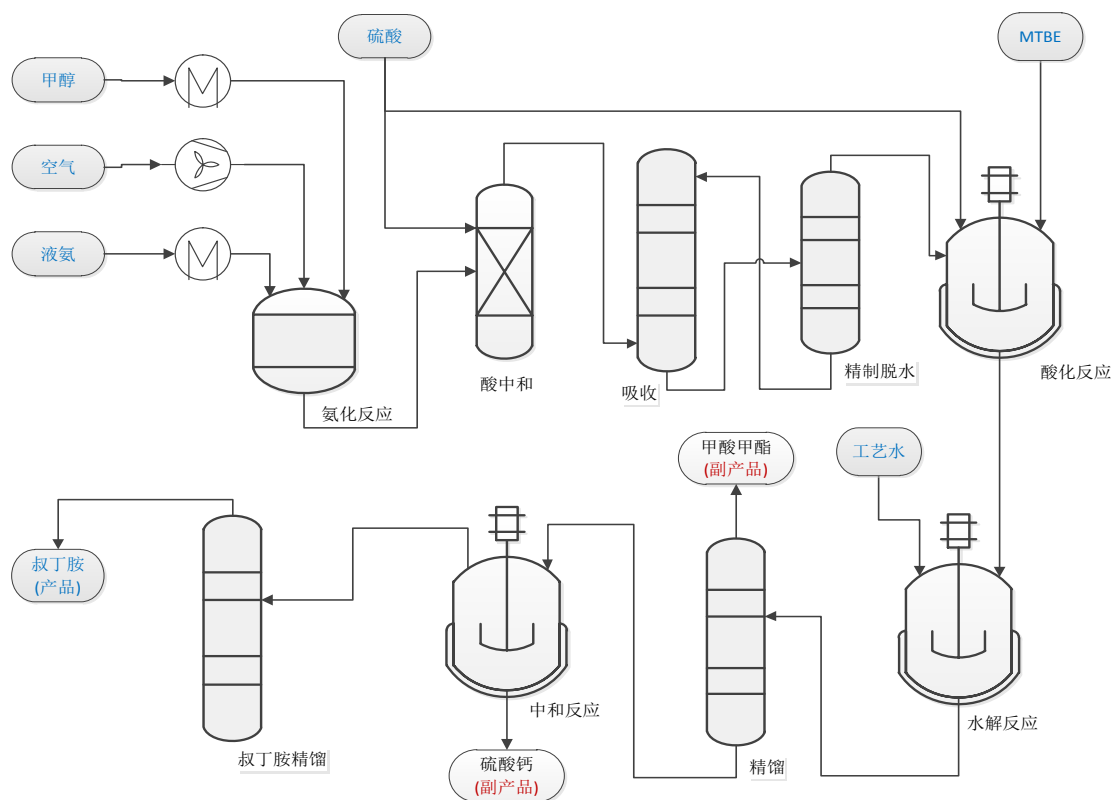 硫酸
MTBE
甲醇
空气
液氨
氨化反应
酸中和
吸收
精制脱水
酸化反应
甲酸甲酯
(副产品)
工艺水
叔丁胺
(产品)
叔丁胺精馏
中和反应
硫酸钙
(副产品)
精馏
水解反应